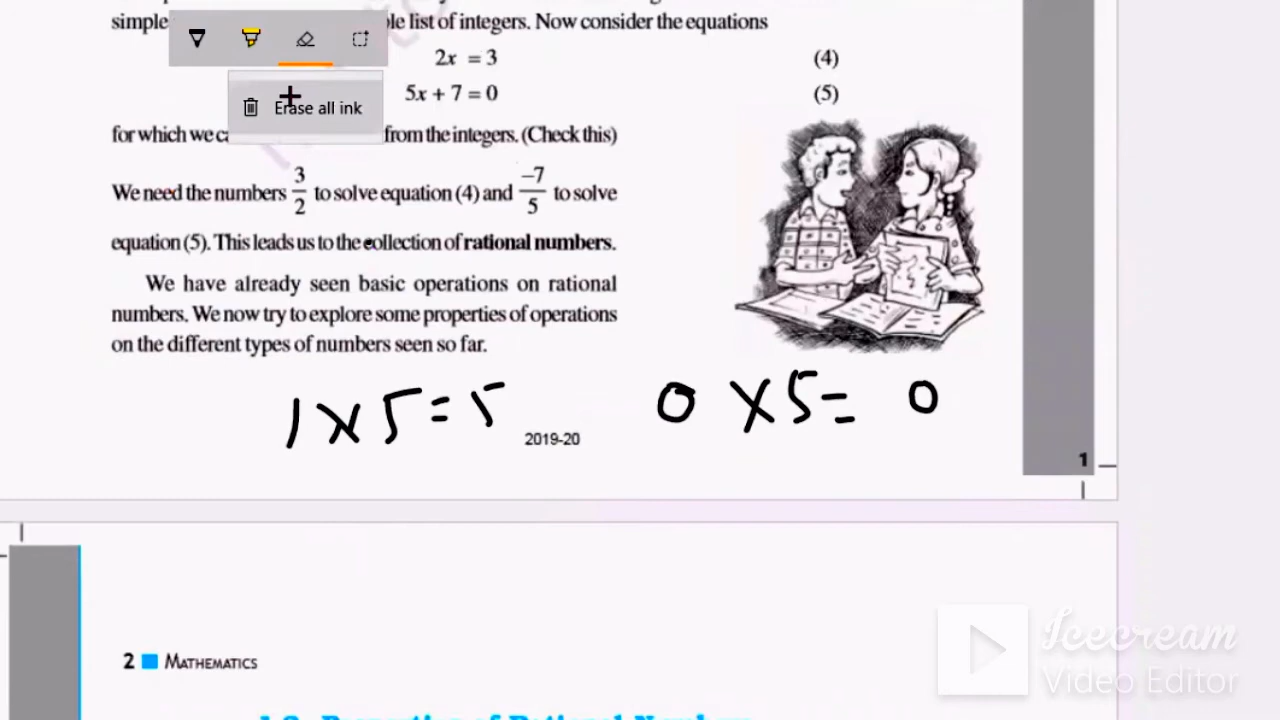 simple le list of integers. Now consider the equations
2x = 3 (4)
Erase all ink
5x + 7 = 0 (5)
for which we c from the integers. (Check this)
We need the numbers 3/2 to solve equation (4) and -7/5 to solve
equation (5). This leads us to the collection of rational numbers.
We have already seen basic operations on rational
numbers. We now try to explore some properties of operations
on the different types of numbers seen so far.
1 x 5 = 5 0 x 5 = 0
2019-20
1
2 MATHEMATICS
Icecream
Video Editor